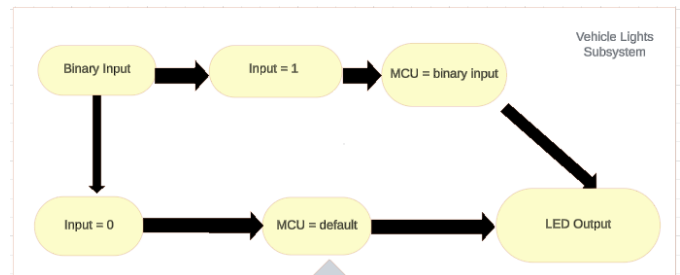 Vehicle Lights
Subsystem
Binary Input
Input = 1
MCU = binary input
Input = 0
MCU = default
LED Output